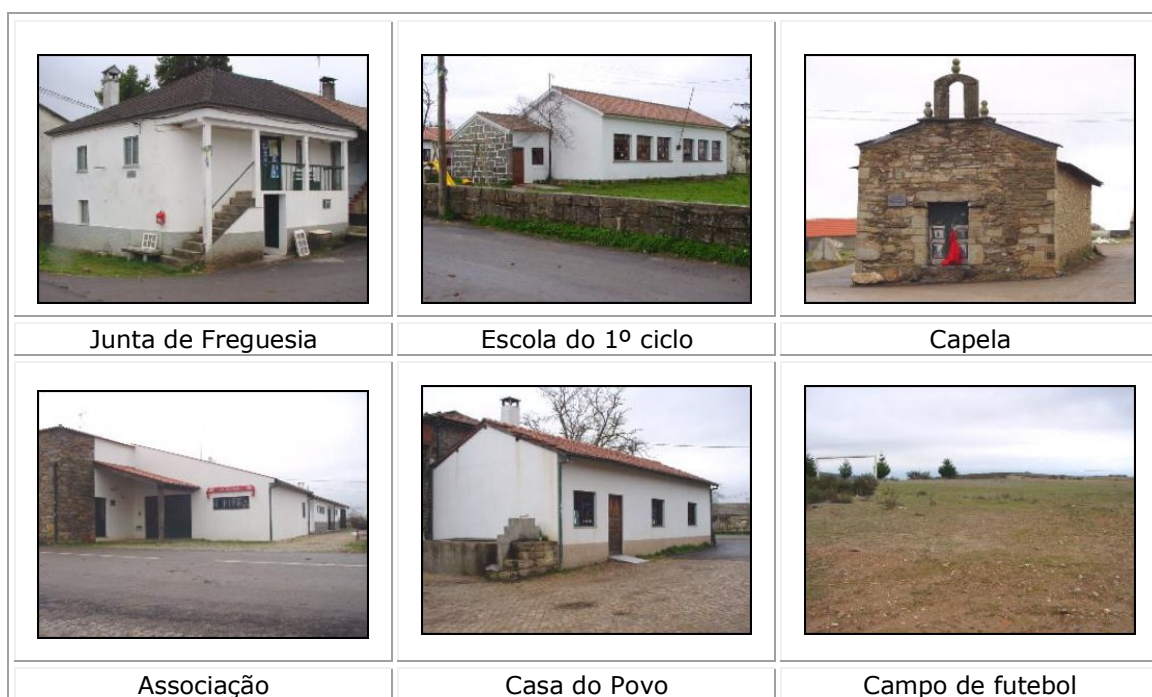 Junta de Freguesia
Escola do 1º ciclo
Capela
Associação
Casa do Povo
Campo de futebol